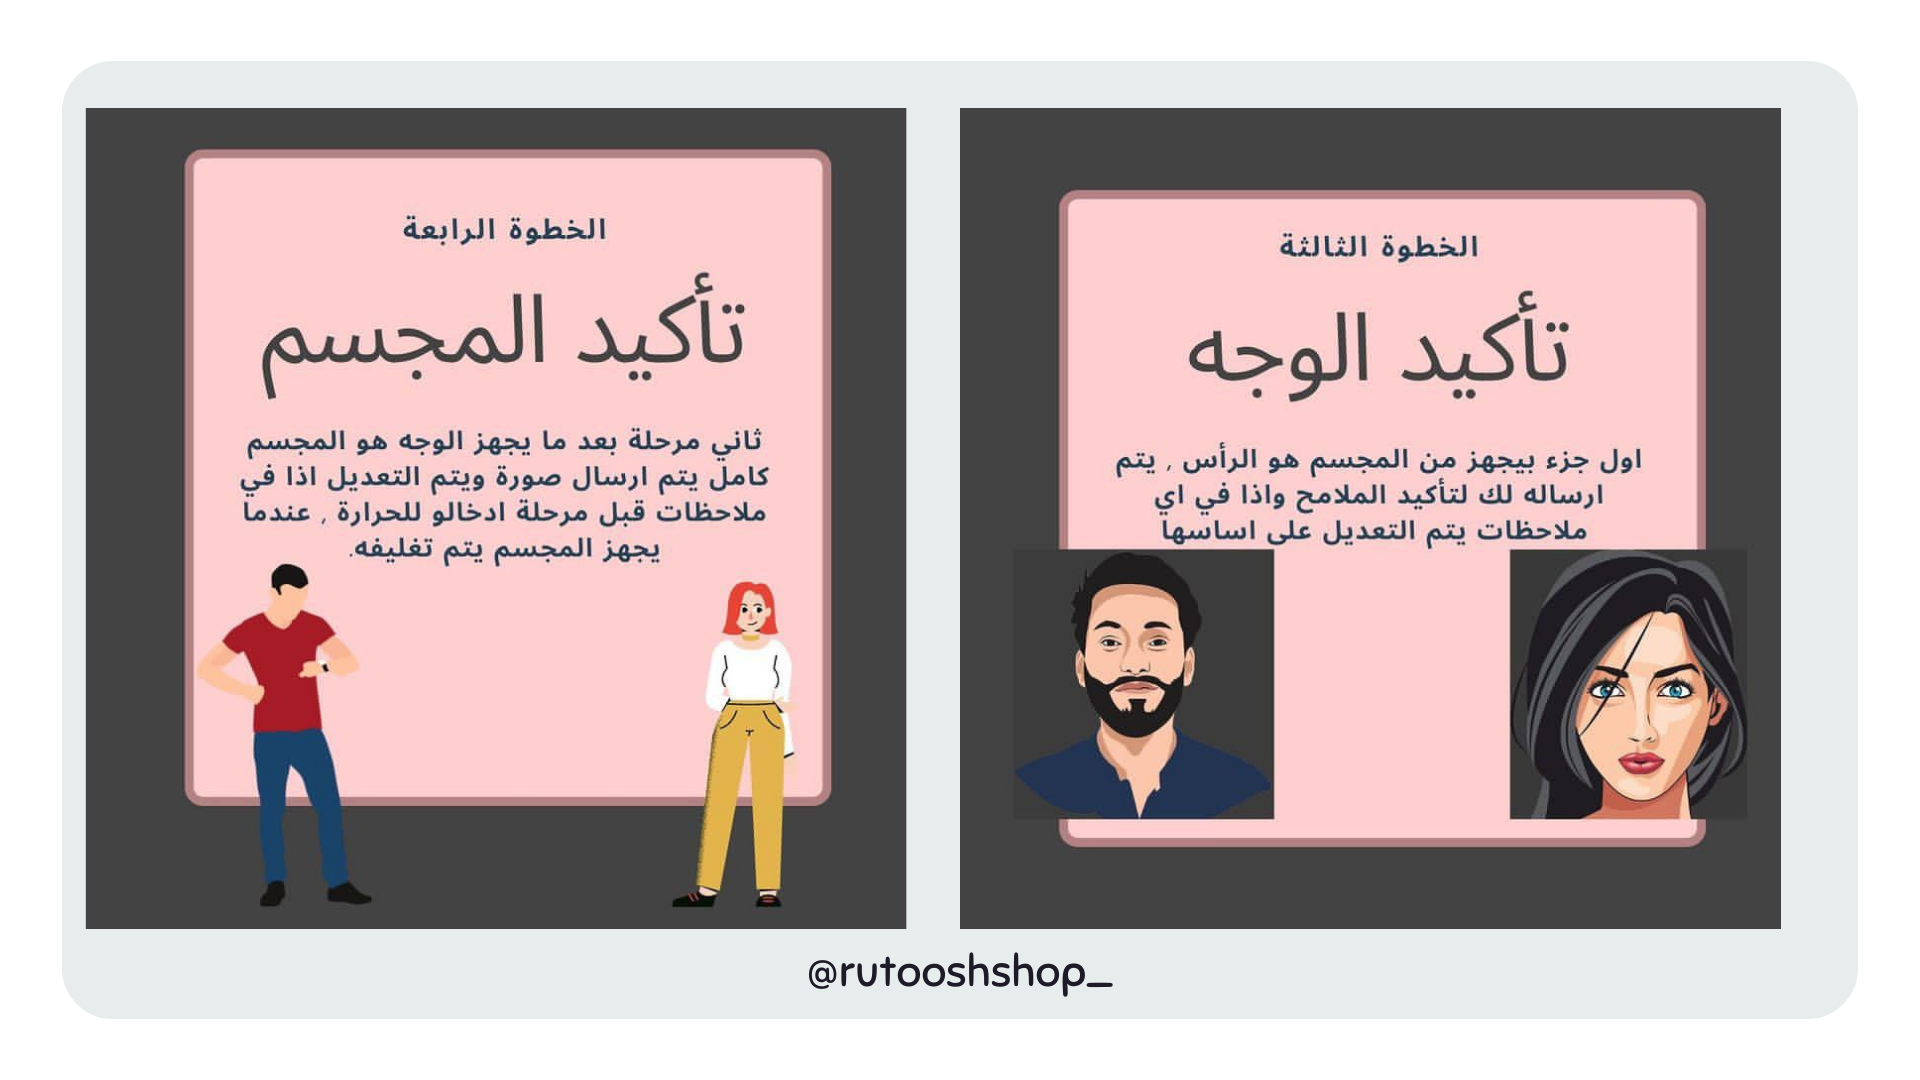 الخطوة الثالثة
تأكيد الوجه
اول جزء بيجهز من المجسم هو الرأس , يتم
ارساله لك لتأكيد الملامح واذا في اي
ملاحظات يتم التعديل على اساسها
الخطوة الرابعة
تأكيد المجسم
ثاني مرحلة بعد ما يجهز الوجه هو المجسم
كامل يتم ارسال صورة ويتم التعديل اذا في
ملاحظات قبل مرحلة ادخالو للحرارة , عندما
يجهز المجسم يتم تغليفه.
@rutooshshop_